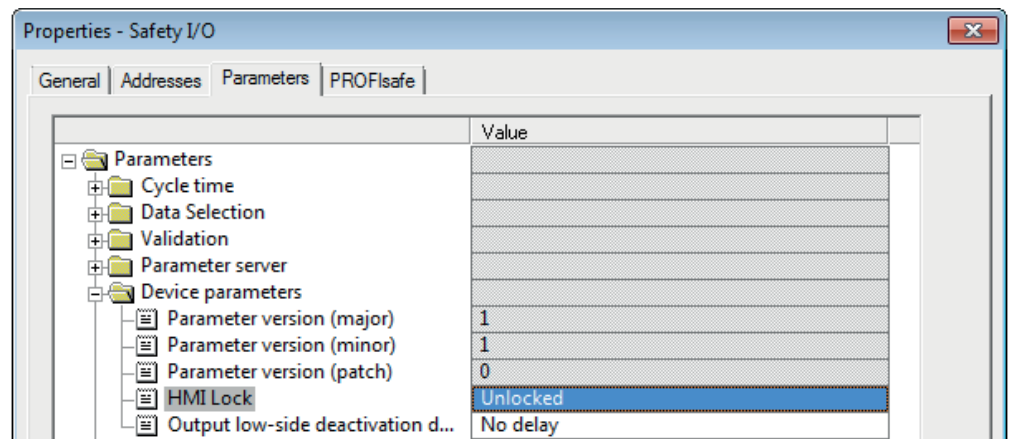 Properties - Safety I/O
General Addresses Parameters PROFIsafe
Value
Parameters
Cycle time
Data Selection
Validation
Parameter server
Device parameters
Parameter version (major) 1
Parameter version (minor) 1
Parameter version (patch) 0
HMI Lock Unlocked
Output low-side deactivation d... No delay